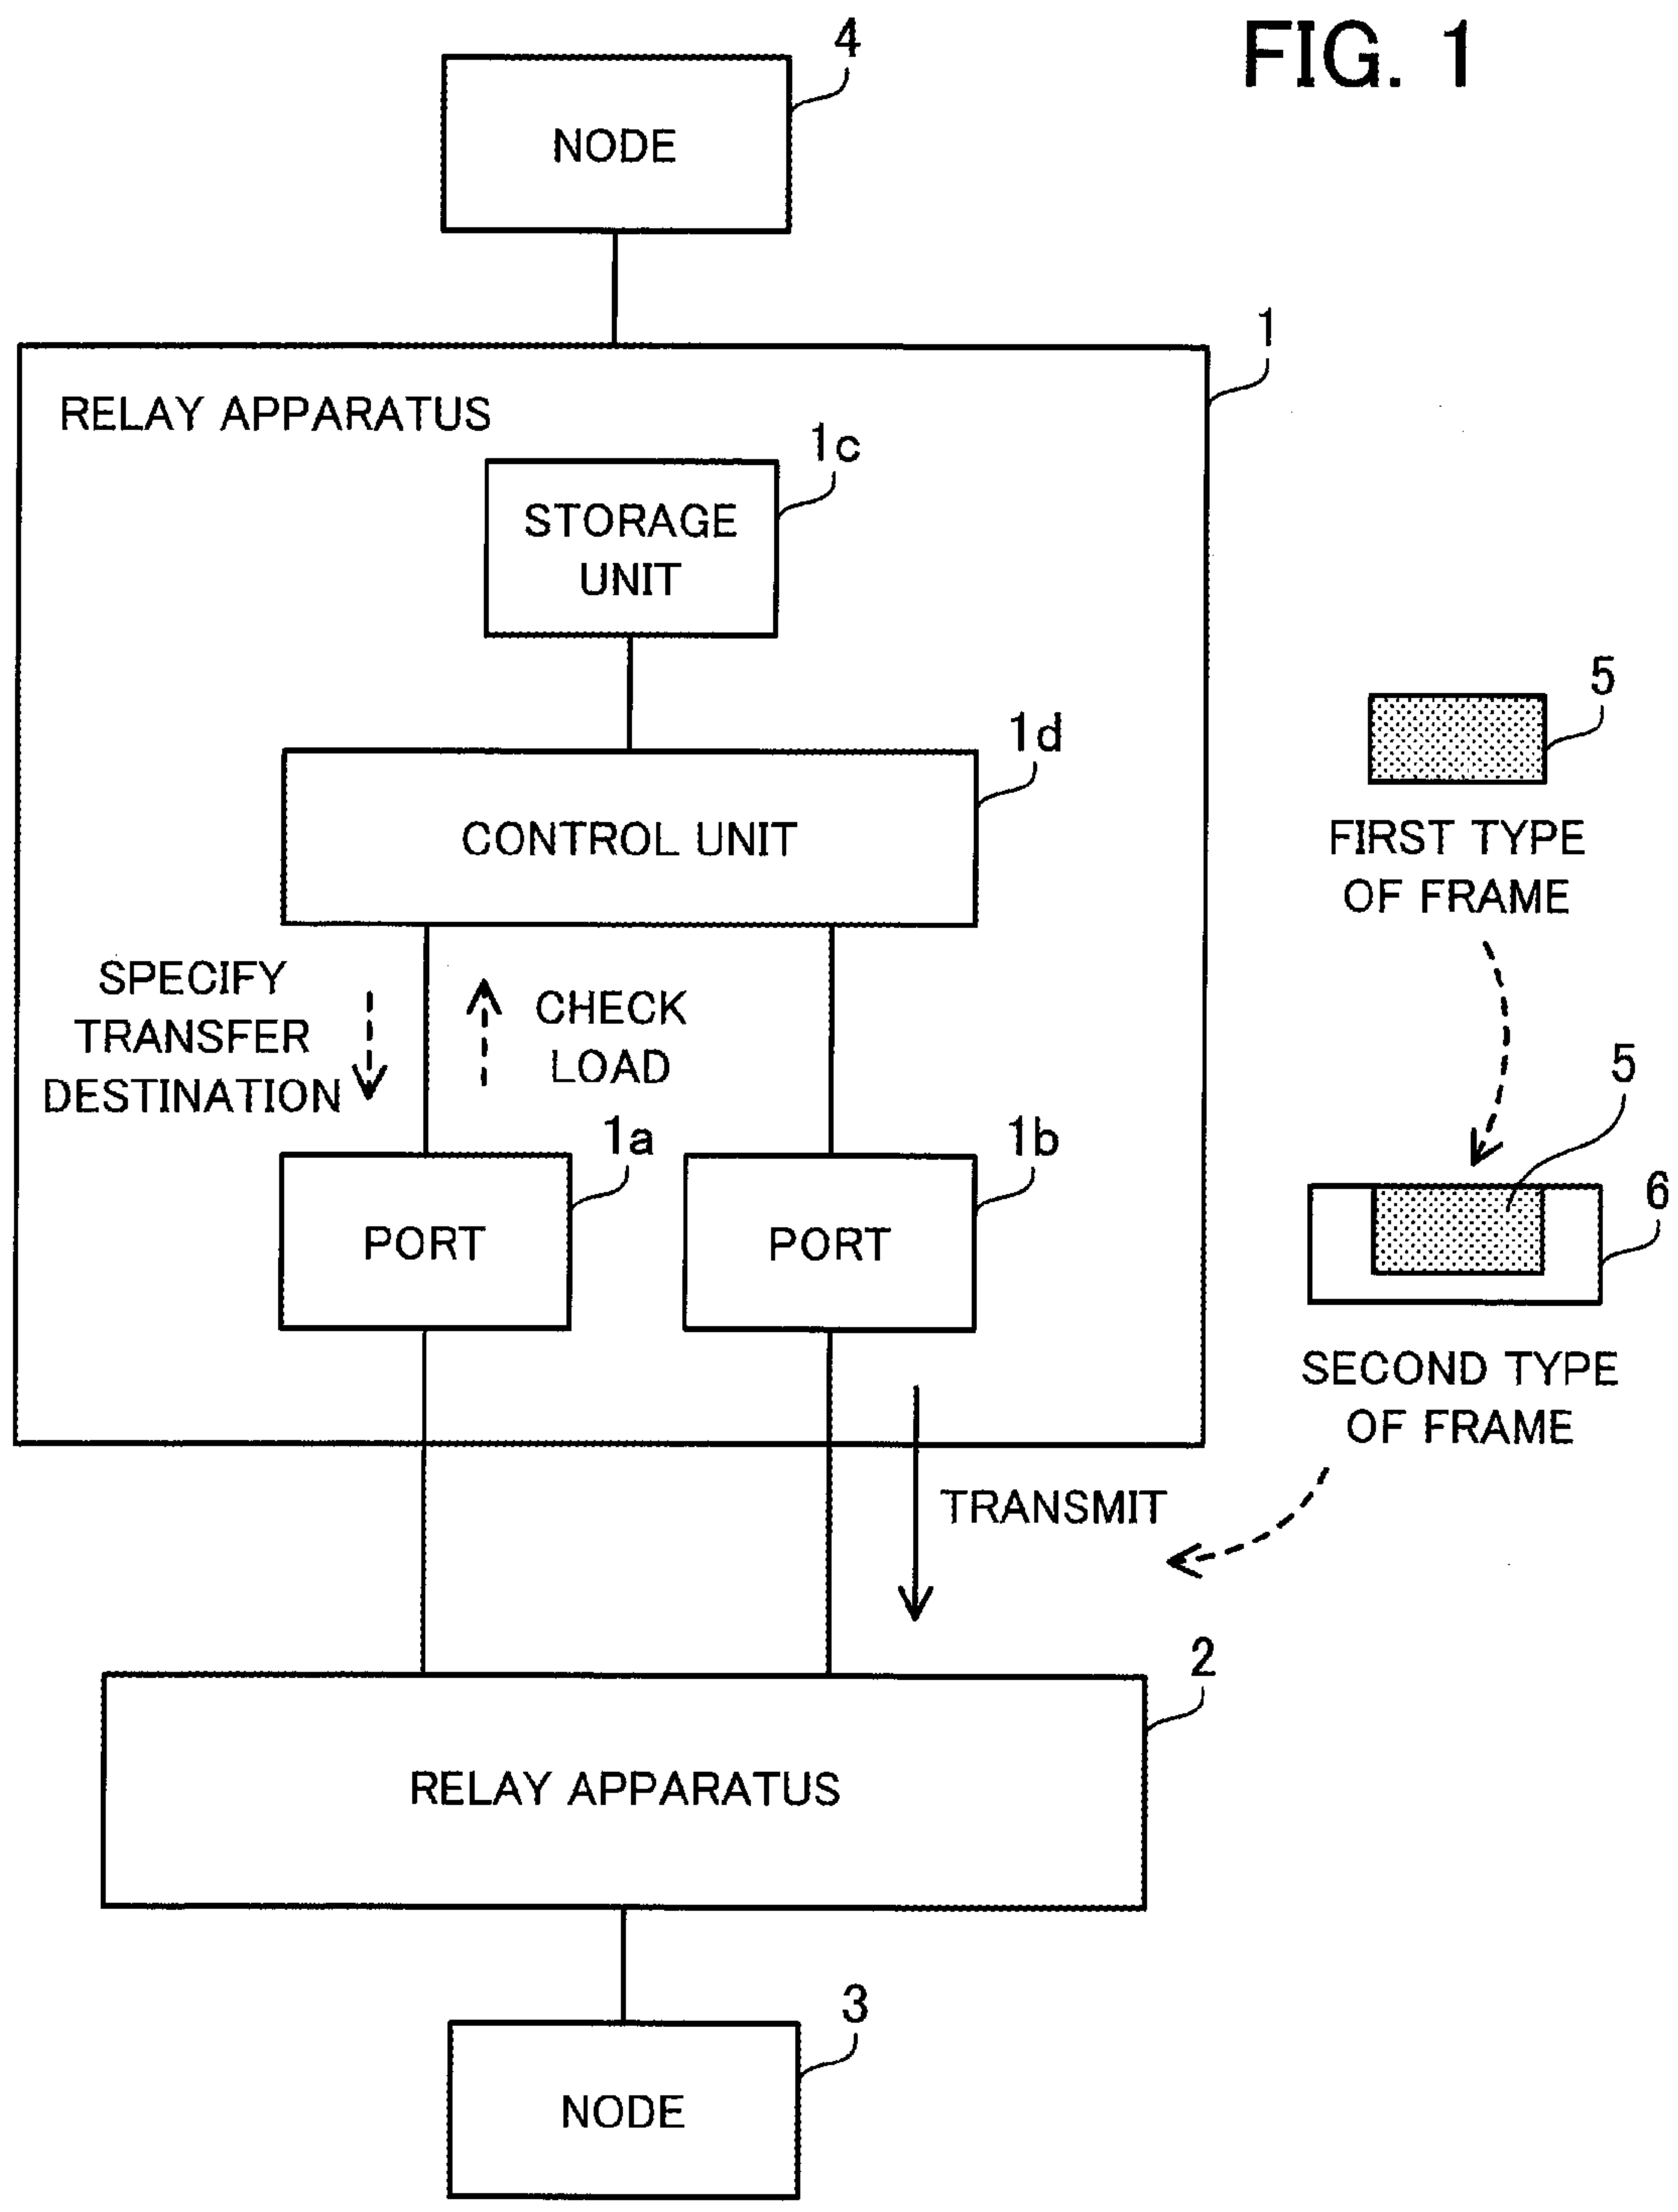 FIG. 1
4
NODE
1
RELAY APPARATUS
1c
STORAGE
UNIT
1d
CONTROL UNIT
5
FIRST TYPE
OF FRAME
SPECIFY
TRANSFER
DESTINATION
CHECK
LOAD
1a
PORT
1b
PORT
5
6
SECOND TYPE
OF FRAME
TRANSMIT
2
RELAY APPARATUS
3
NODE